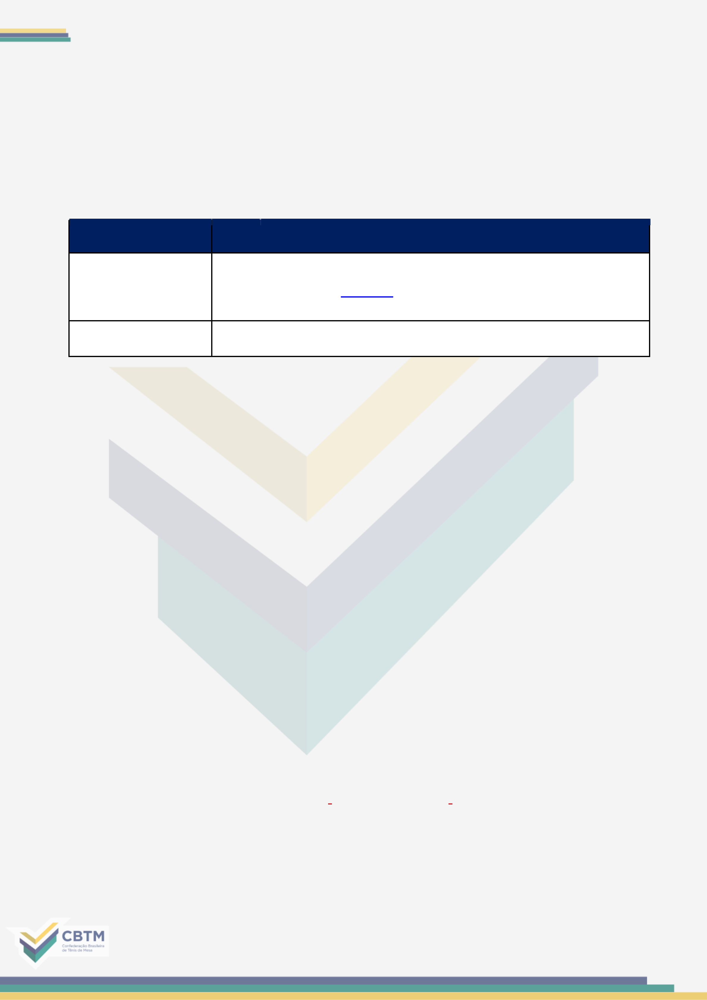 CBTM
Confederação Brasileira
de Tênis de Mesa